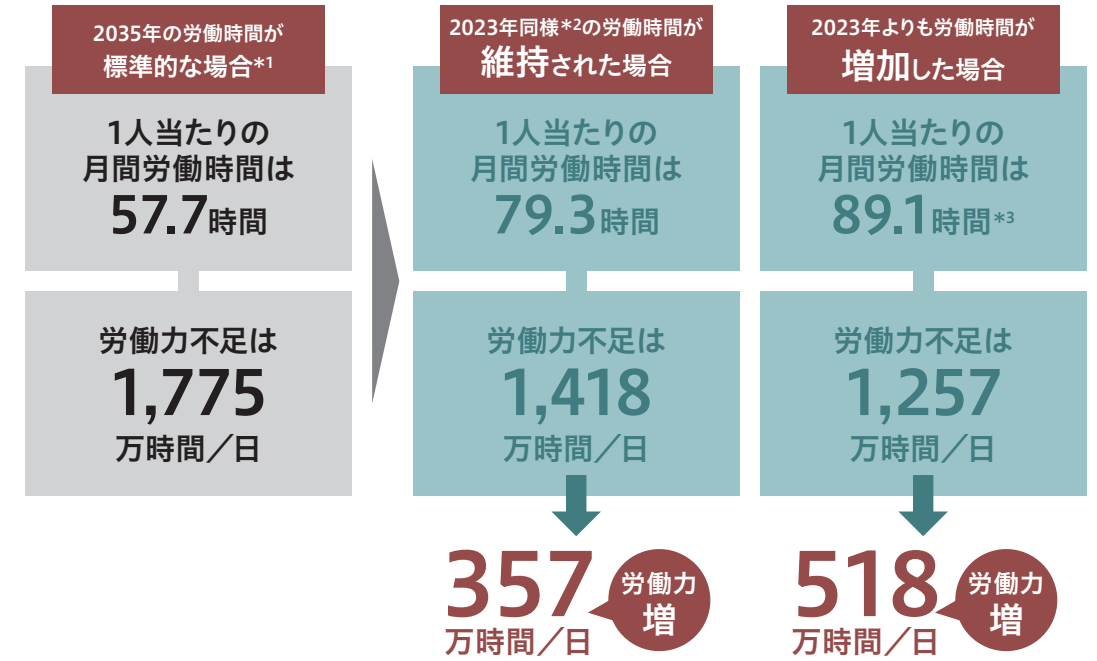 2035年の労働時間が
標準的な場合*1
1人当たりの
月間労働時間は
57.7時間
労働力不足は
1,775
万時間／日
2023年同様*2の労働時間が
維持された場合
1人当たりの
月間労働時間は
79.3時間
労働力不足は
1,418
万時間／日
357
万時間／日
労働力
増
2023年よりも労働時間が
増加した場合
1人当たりの
月間労働時間は
89.1時間*3
労働力不足は
1,257
万時間／日
518
万時間／日
労働力
増